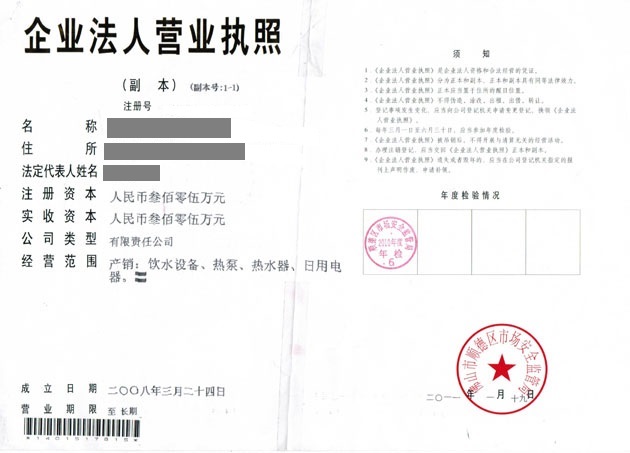 企业法人营业执照
（副 本）（副本号:1-1）
注册号
名 称
住 所
法定代表人姓名
注 册 资 本 人民币叁佰零伍万元
实 收 资 本 人民币叁佰零伍万元
公 司 类 型 有限责任公司
经 营 范 围 产销：饮水设备、热泵、热水器、日用电
器。
成 立 日 期 二〇〇八年三月二十四日
营 业 期 限 至 长期
*140151781S*
须 知
1．《企业法人营业执照》是企业法人资格和合法经营的凭证。
2．《企业法人营业执照》分为正本和副本，正本和副本具有同等法律效力。
3．《企业法人营业执照》正本应当置于住所的醒目位置。
4．《企业法人营业执照》不得伪造、涂改、出租、出借、转让。
5．登记事项发生变化，应当向公司登记机关申请变更登记，换领《企业法
人营业执照》。
6．每年三月一日至六月三十日，应当参加年度检验。
7．《企业法人营业执照》被吊销后，不得开展与清算无关的经营活动。
8．办理注销登记，应当交回《企业法人营业执照》正本和副本。
9．《企业法人营业执照》遗失或者毁坏的，应当在公司登记机关指定的报
刊上声明作废，申请补领。
年度检验情况
顺德区市场安全监管局
2010年度
年 检
6
佛山市顺德区市场安全监管局
二〇一一 年 一 月 十九 日